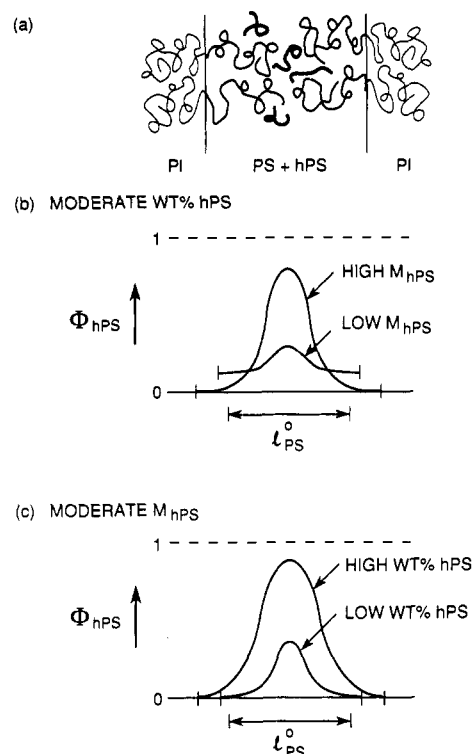 (a)
PI PS + hPS PI
(b) MODERATE WT% hPS
1
HIGH M_hPS
Φ_hPS
LOW M_hPS
0
ℓ°_PS
(c) MODERATE M_hPS
1
HIGH WT% hPS
Φ_hPS
LOW WT% hPS
0
ℓ°_PS